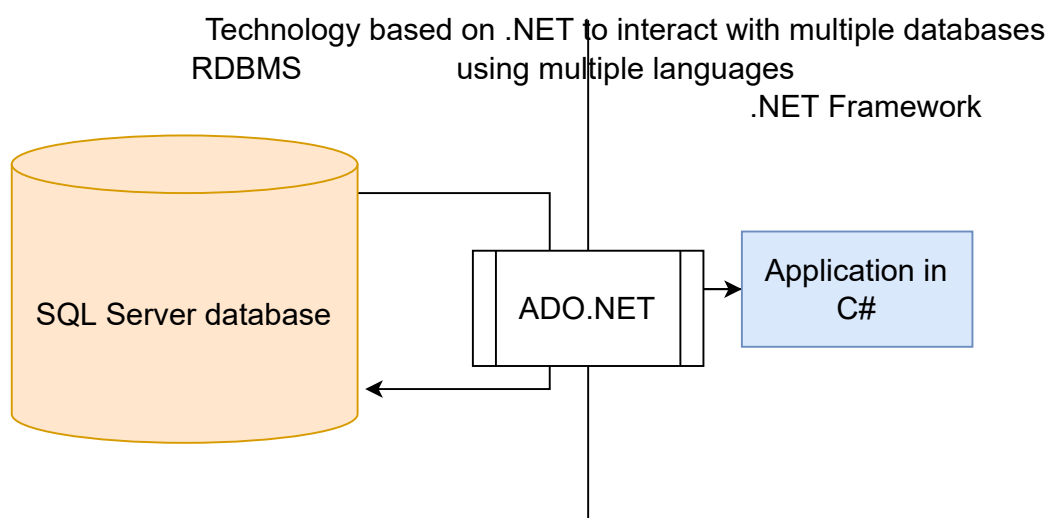 Technology based on .NET to interact with multiple databases
using multiple languages
RDBMS
.NET Framework
SQL Server database
ADO.NET
Application in
C#